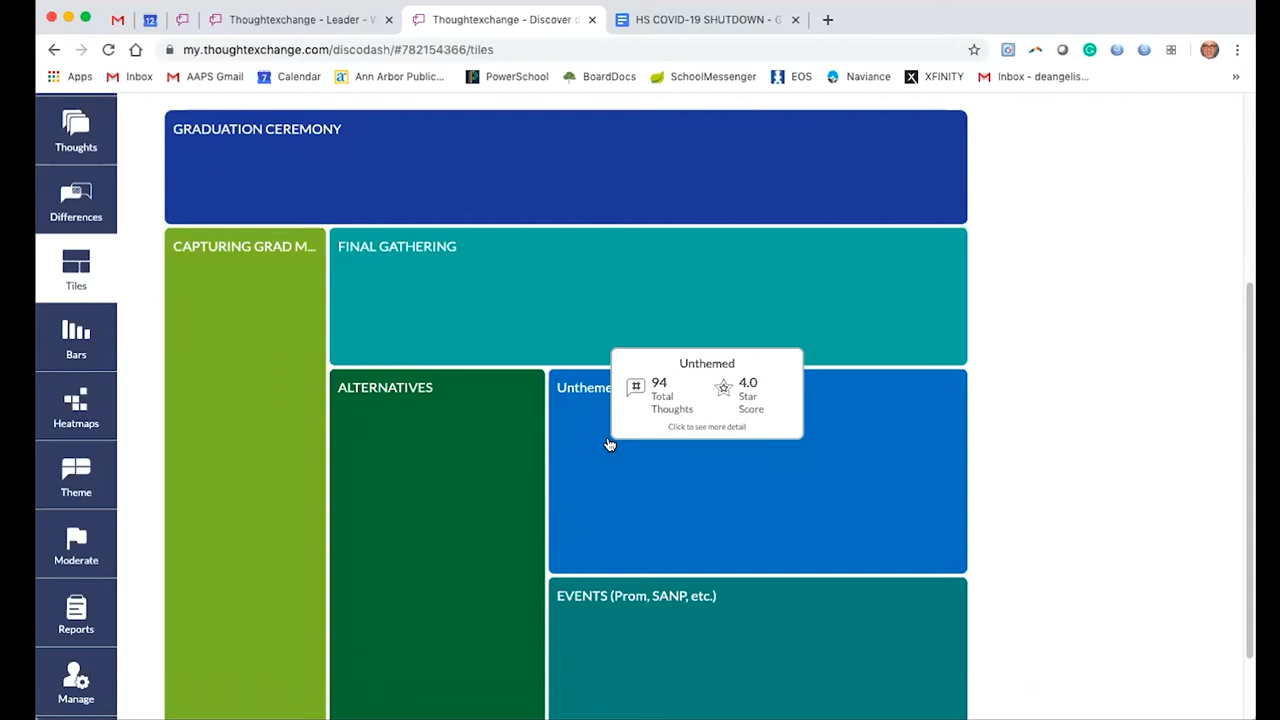 Thoughtexchange - Leader - W
Thoughtexchange - Discover d
HS COVID-19 SHUTDOWN - G
my.thoughtexchange.com/discodash/#782154366/tiles
Apps
Inbox
AAPS Gmail
Calendar
Ann Arbor Public...
PowerSchool
BoardDocs
SchoolMessenger
EOS
Naviance
XFINITY
Inbox - deangelis...
Thoughts
Differences
Tiles
Bars
Heatmaps
Theme
Moderate
Reports
Manage
GRADUATION CEREMONY
CAPTURING GRAD M...
FINAL GATHERING
ALTERNATIVES
Untheme
Unthemed
94
Total
Thoughts
4.0
Star
Score
Click to see more detail
EVENTS (Prom, SANP, etc.)